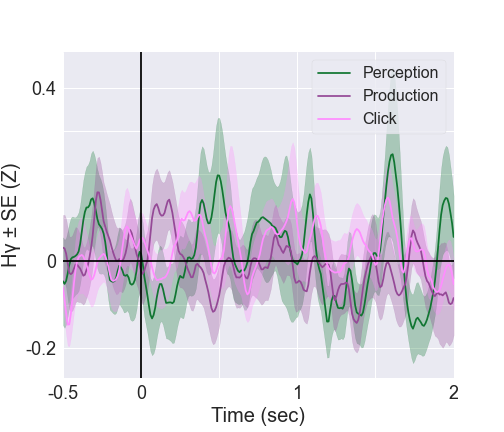 Perception
Production
Click
Hγ ± SE (Z)
0.4
0
-0.2
-0.5
0
1
2
Time (sec)